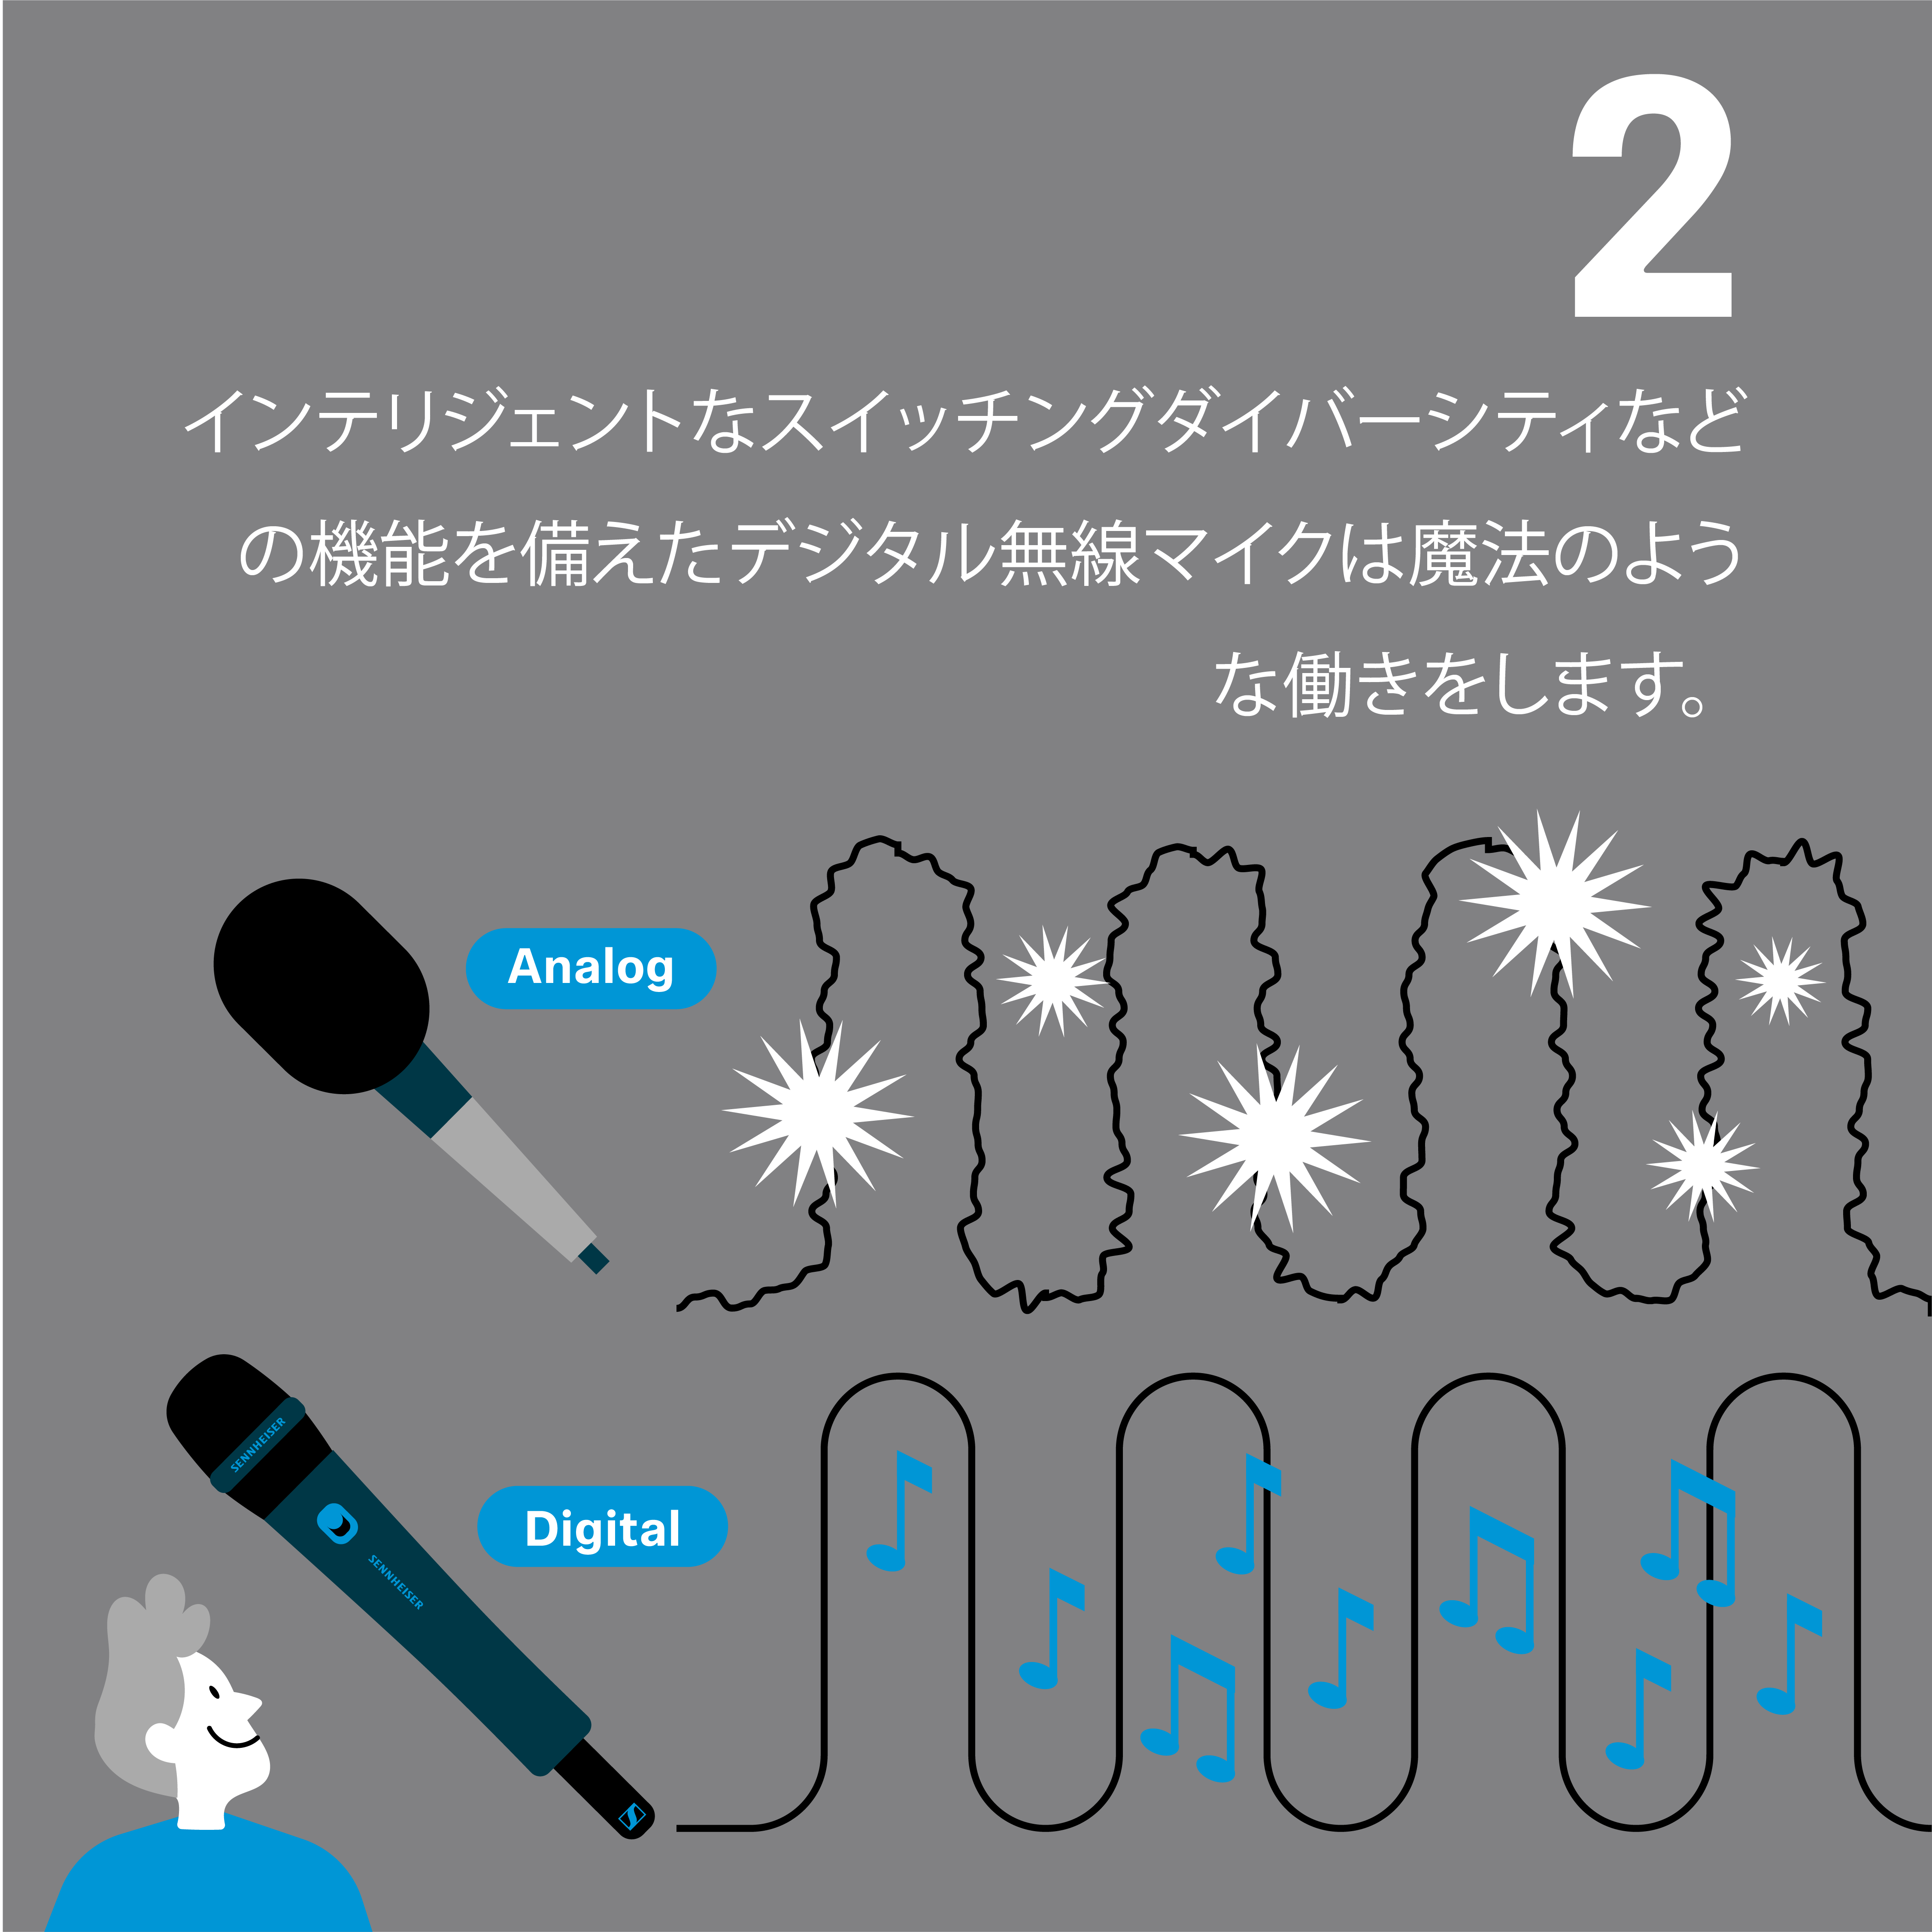 2
インテリジェントなスイッチングダイバーシティなど
の機能を備えたデジタル無線マイクは魔法のよう
な働きをします。
Analog
SENNHEISER
Digital
SENNHEISER